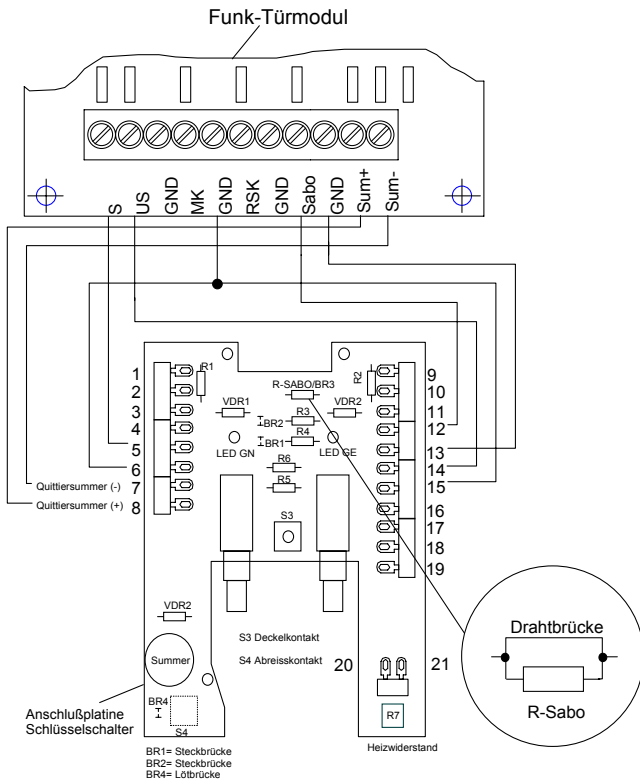 Funk-Türmodul
S
US
GND
MK
GND
RSK
GND
Sabo
GND
Sum+
Sum-
1
2
3
4
5
6
7
8
R1
VDR1
R-SABO/BR3
R2
VDR2
BR2
R3
BR1
R4
LED GN
LED GE
R6
R5
S3
9
10
11
12
13
14
15
16
17
18
19
Quittiersummer (-)
Quittiersummer (+)
VDR2
Summer
S3 Deckelkontakt
S4 Abreisskontakt
20
21
BR4
S4
R7
Anschlußplatine
Schlüsselschalter
BR1= Steckbrücke
BR2= Steckbrücke
BR4= Lötbrücke
Heizwiderstand
Drahtbrücke
R-Sabo